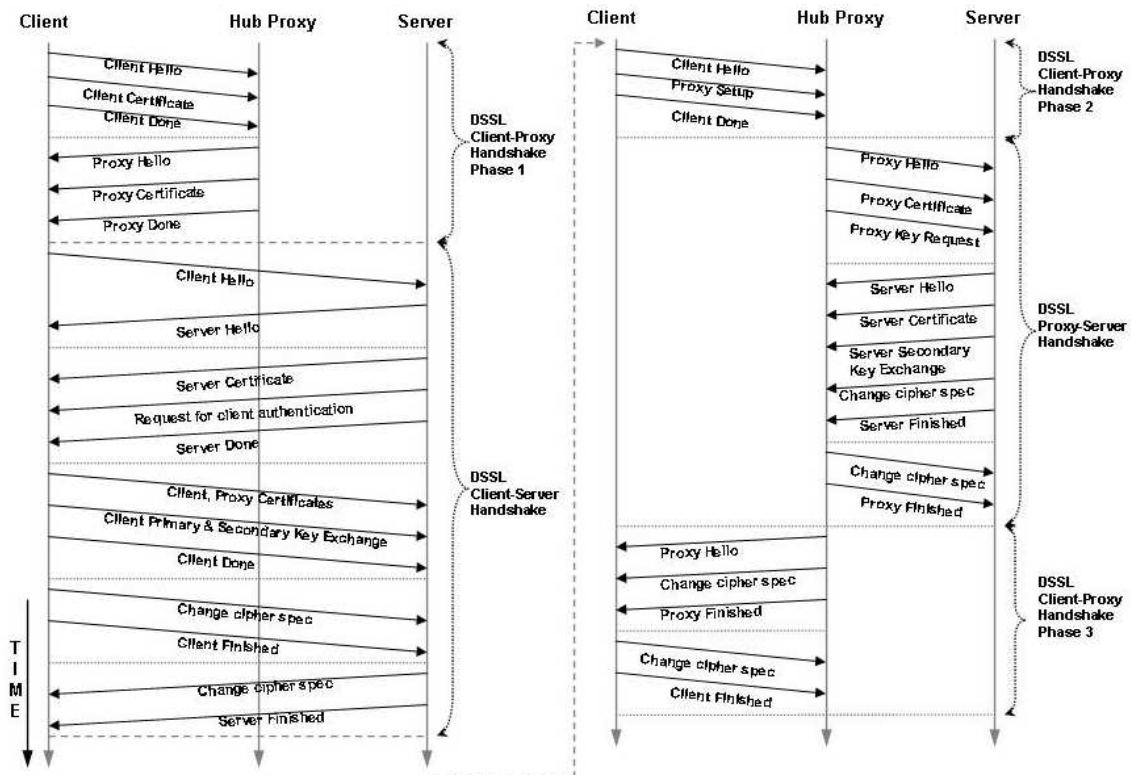 Client
Hub Proxy
Server
Client Hello
Client Certificate
Client Done
Proxy Hello
Proxy Certificate
Proxy Done
DSSL
Client-Proxy
Handshake
Phase 1
Client Hello
Server Hello
Server Certificate
Request for client authentication
Server Done
Client, Proxy Certificates
Client Primary & Secondary Key Exchange
Client Done
Change cipher spec
Client Finished
Change cipher spec
Server Finished
DSSL
Client-Server
Handshake
T
I
M
E
Client
Hub Proxy
Server
Client Hello
Proxy Setup
Client Done
DSSL
Client-Proxy
Handshake
Phase 2
Proxy Hello
Proxy Certificate
Proxy Key Request
Server Hello
Server Certificate
Server Secondary
Key Exchange
Change cipher spec
Server Finished
Change cipher spec
Proxy Finished
DSSL
Proxy-Server
Handshake
Proxy Hello
Change cipher spec
Proxy Finished
Change cipher spec
Client Finished
DSSL
Client-Proxy
Handshake
Phase 3